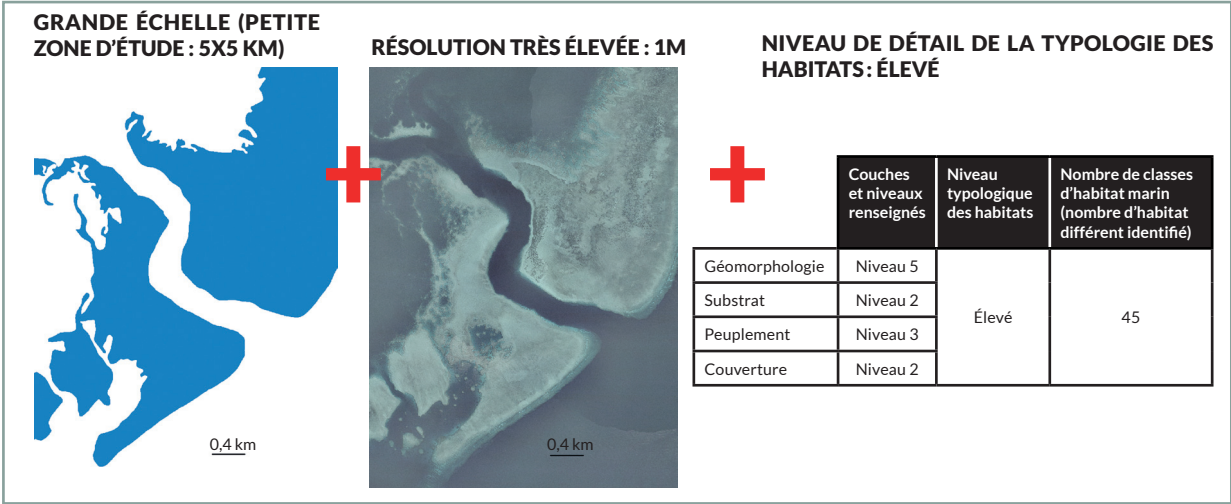 GRANDE ÉCHELLE (PETITE
ZONE D'ÉTUDE : 5X5 KM)
RÉSOLUTION TRÈS ÉLEVÉE : 1M
NIVEAU DE DÉTAIL DE LA TYPOLOGIE DES
HABITATS : ÉLEVÉ
0,4 km
0,4 km
Couches
et niveaux
renseignés
Niveau
typologique
des habitats
Nombre de classes
d'habitat marin
(nombre d'habitat
différent identifié)
Géomorphologie Niveau 5
Substrat Niveau 2
Élevé 45
Peuplement Niveau 3
Couverture Niveau 2